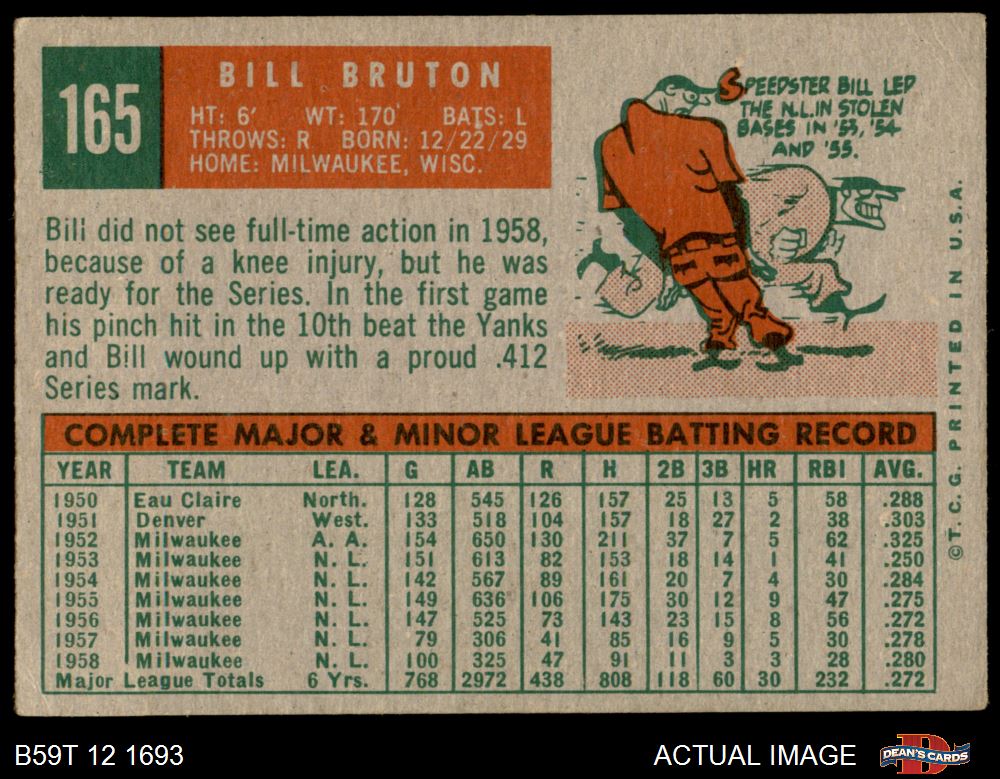 165
BILL BRUTON
HT: 6' WT: 170' BATS: L
THROWS: R BORN: 12/22/29
HOME: MILWAUKEE, WISC.
SPEEDSTER BILL LED
THE N.L. IN STOLEN
BASES IN '53, '54
AND '55.
Bill did not see full-time action in 1958,
because of a knee injury, but he was
ready for the Series. In the first game
his pinch hit in the 10th beat the Yanks
and Bill wound up with a proud .412
Series mark.
COMPLETE MAJOR & MINOR LEAGUE BATTING RECORD
YEAR TEAM LEA. G AB R H 2B 3B HR RBI AVG.
1950 Eau Claire North. 128 545 126 157 25 13 5 58 .288
1951 Denver West. 133 518 104 157 18 27 2 38 .303
1952 Milwaukee A. A. 154 650 130 211 37 7 5 62 .325
1953 Milwaukee N. L. 151 613 82 153 18 14 1 41 .250
1954 Milwaukee N. L. 142 567 89 161 20 7 4 30 .284
1955 Milwaukee N. L. 149 636 106 175 30 12 9 47 .275
1956 Milwaukee N. L. 147 525 73 143 23 15 8 56 .272
1957 Milwaukee N. L. 79 306 41 85 16 9 5 30 .278
1958 Milwaukee N. L. 100 325 47 91 11 3 3 28 .280
Major League Totals 6 Yrs. 768 2972 438 808 118 60 30 232 .272
©T. C. G. PRINTED IN U.S.A.
B59T 12 1693
ACTUAL IMAGE
DEAN'S CARDS